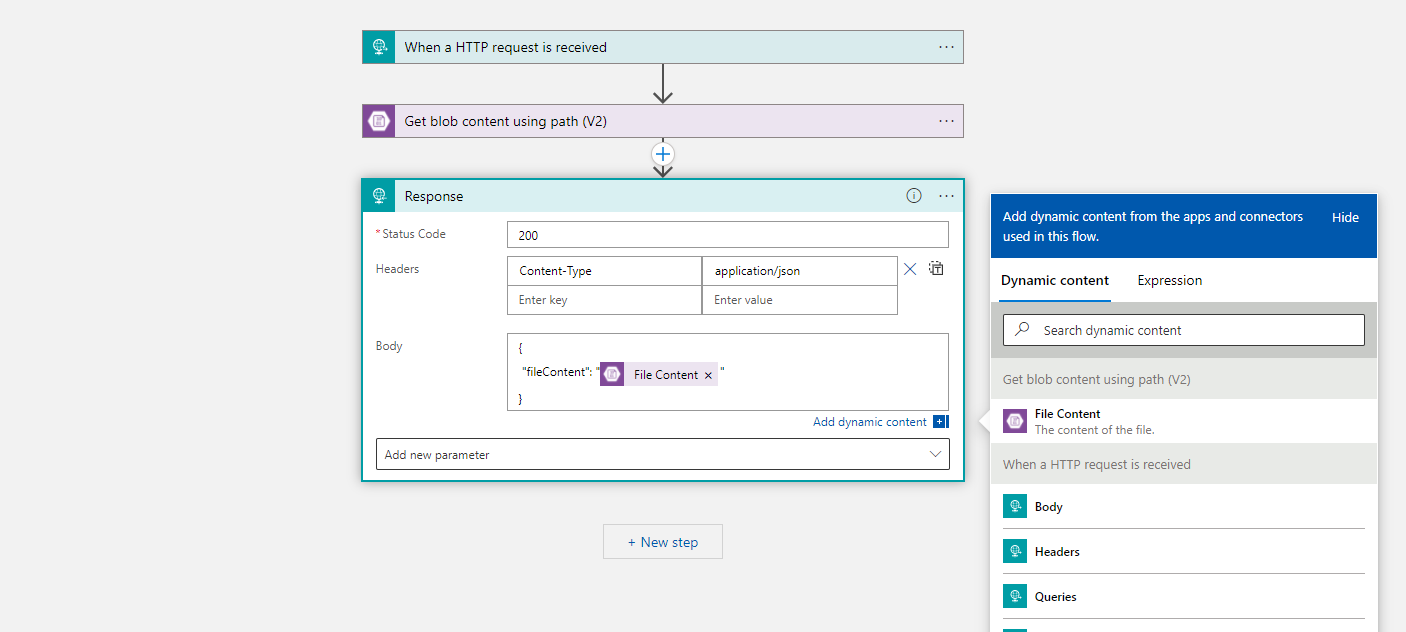 When a HTTP request is received
Get blob content using path (V2)
Response
* Status Code
200
Headers
Content-Type
application/json
Enter key
Enter value
Body
{
"fileContent": " File Content × "
}
Add dynamic content
Add new parameter
+ New step
Add dynamic content from the apps and connectors
used in this flow.
Hide
Dynamic content
Expression
Search dynamic content
Get blob content using path (V2)
File Content
The content of the file.
When a HTTP request is received
Body
Headers
Queries